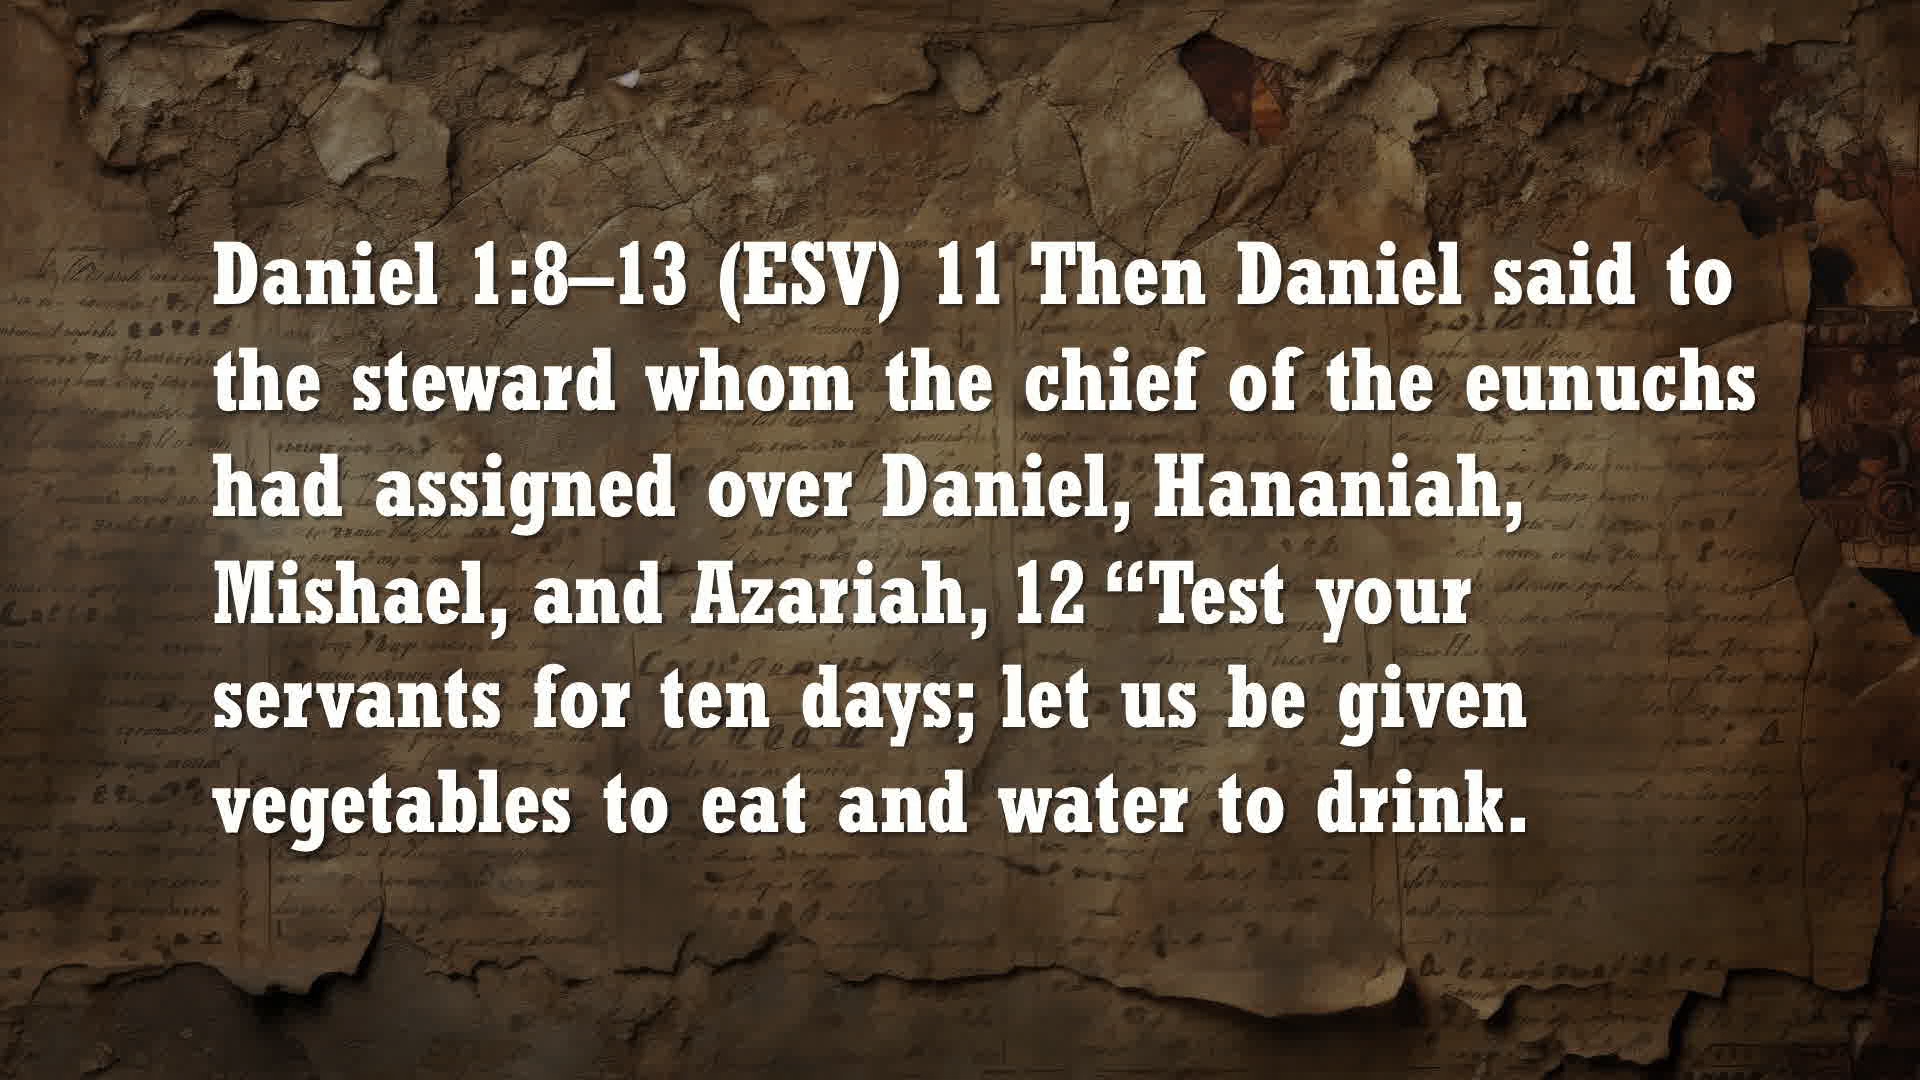 Daniel 1:8–13 (ESV) 11 Then Daniel said to
the steward whom the chief of the eunuchs
had assigned over Daniel, Hananiah,
Mishael, and Azariah, 12 “Test your
servants for ten days; let us be given
vegetables to eat and water to drink.